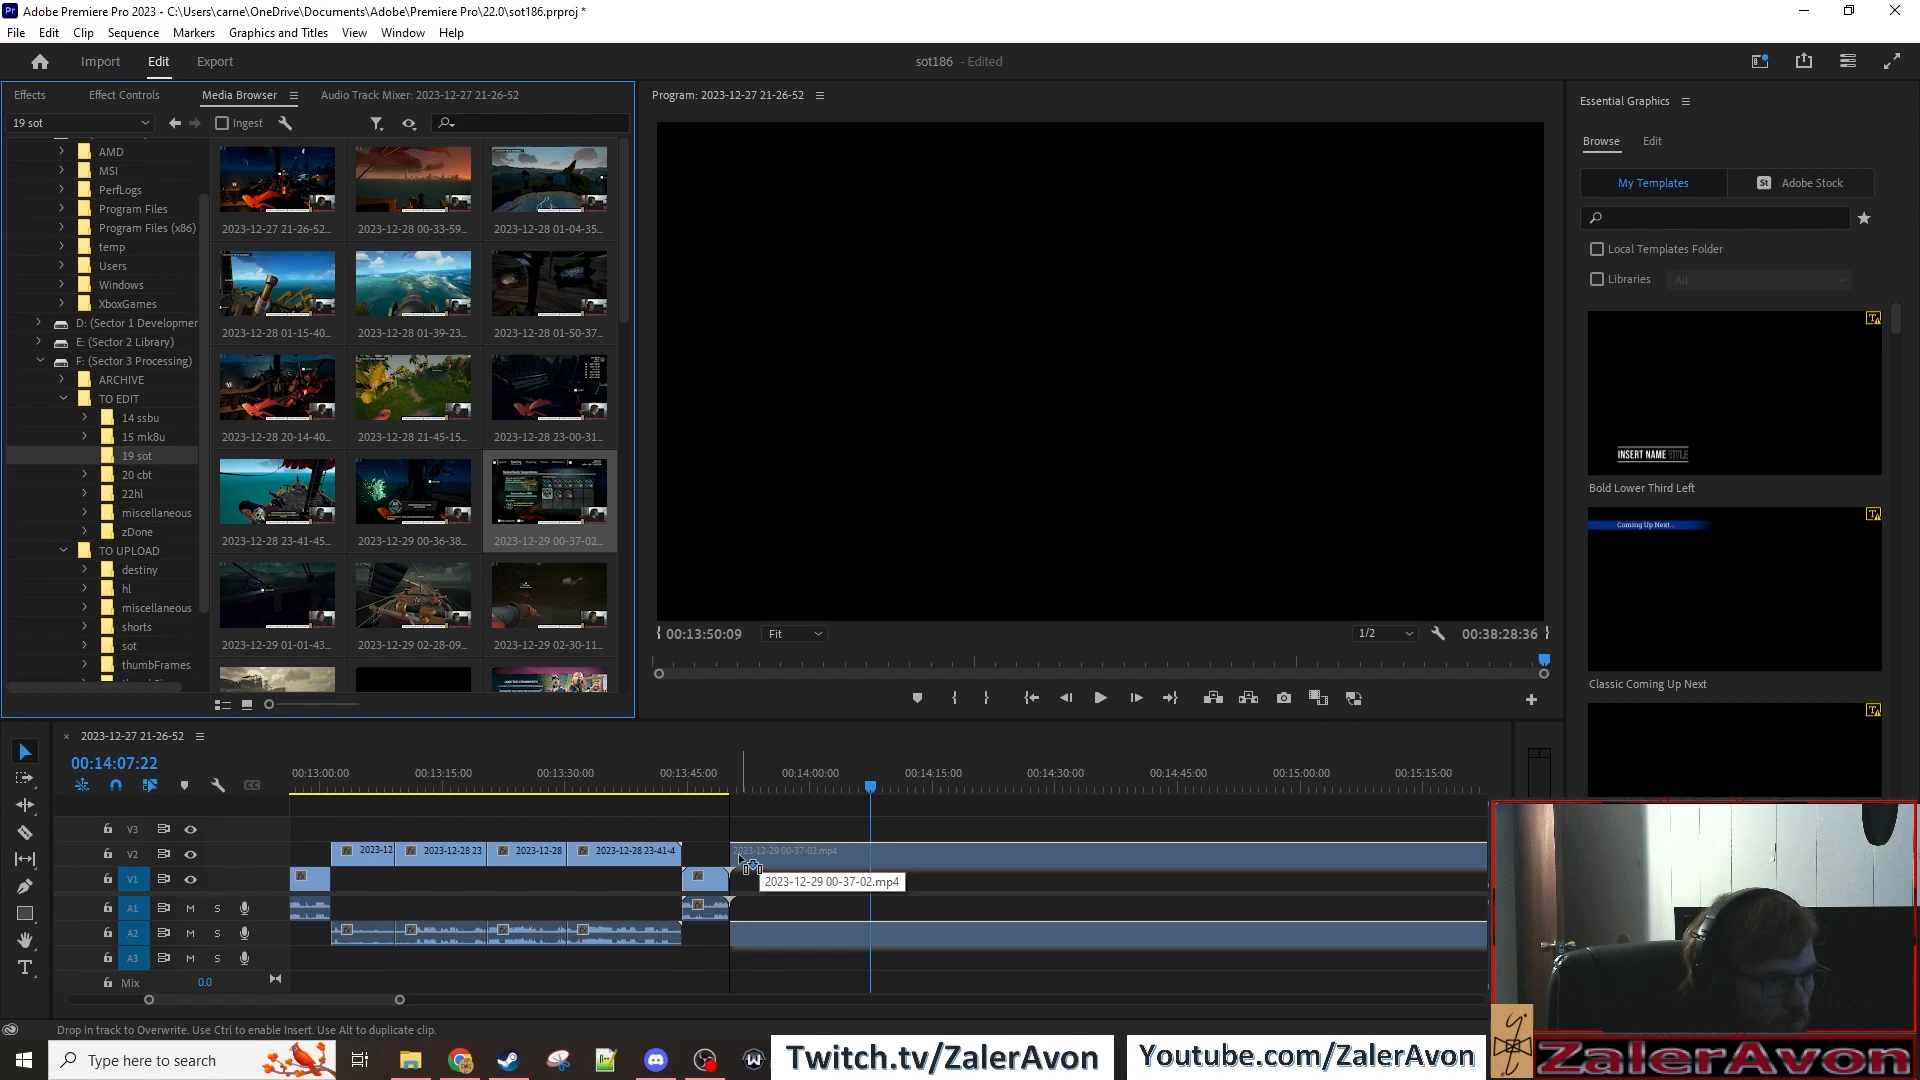 Adobe Premiere Pro 2023 - C:\Users\carne\OneDrive\Documents\Adobe\Premiere Pro\22.0\sot186.prproj *
File Edit Clip Sequence Markers Graphics and Titles View Window Help
Import Edit Export
sot186 - Edited
Effects Effect Controls Media Browser Audio Track Mixer: 2023-12-27 21-26-52
Program: 2023-12-27 21-26-52
Essential Graphics
19 sot
Ingest
Browse Edit
My Templates
St Adobe Stock
Local Templates Folder
Libraries
All
AMD
MSI
PerfLogs
Program Files
Program Files (x86)
temp
Users
Windows
XboxGames
D: (Sector 1 Developmer
E: (Sector 2 Library)
F: (Sector 3 Processing)
ARCHIVE
TO EDIT
14 ssbu
15 mk8u
19 sot
20 cbt
22hl
miscellaneous
zDone
TO UPLOAD
destiny
hl
miscellaneous
shorts
sot
thumbFrames
2023-12-27 21-26-52...
2023-12-28 00-33-59...
2023-12-28 01-04-35...
2023-12-28 01-15-40...
2023-12-28 01-39-23...
2023-12-28 01-50-37...
2023-12-28 20-14-40...
2023-12-28 21-45-15...
2023-12-28 23-00-31...
2023-12-28 23-41-45...
2023-12-29 00-36-38...
2023-12-29 00-37-02...
2023-12-29 01-01-43...
2023-12-29 02-28-09...
2023-12-29 02-30-11...
00:13:50:09
Fit
1/2
00:38:28:36
INSERT NAME TITLE
Bold Lower Third Left
Coming Up Next...
Classic Coming Up Next
2023-12-27 21-26-52
00:14:07:22
00:13:00:00 00:13:15:00 00:13:30:00 00:13:45:00 00:14:00:00 00:14:15:00 00:14:30:00 00:14:45:00 00:15:00:00 00:15:15:00
V3
V2
2023-12
2023-12-28 23
2023-12-28
2023-12-28 23-41-4
2023-12-29 00-37-02.mp4
V1
2023-12-29 00-37-02.mp4
A1 M S
A2 M S
A3 M S
Mix 0.0
Drop in track to Overwrite. Use Ctrl to enable Insert. Use Alt to duplicate clip.
Type here to search
Twitch.tv/ZalerAvon
Youtube.com/ZalerAvon
ZalerAvon